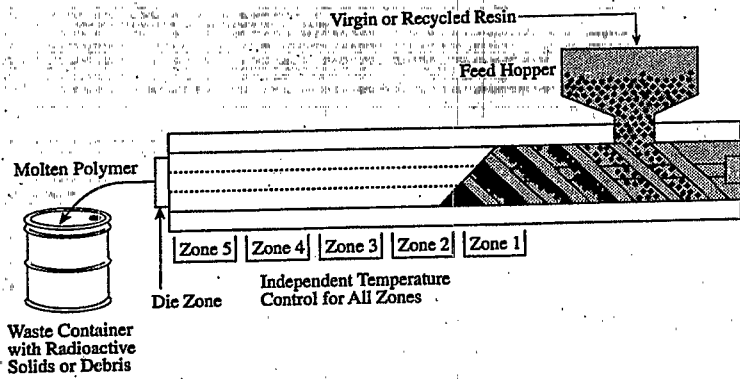 Virgin or Recycled Resin
Feed Hopper
Molten Polymer
Zone 5
Zone 4
Zone 3
Zone 2
Zone 1
Die Zone
Independent Temperature
Control for All Zones
Waste Container
with Radioactive
Solids or Debris